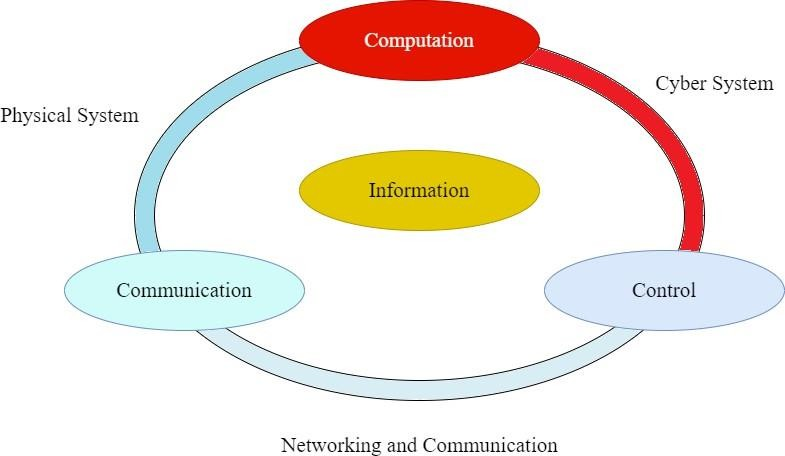 Computation
Cyber System
Physical System
Information
Communication
Control
Networking and Communication